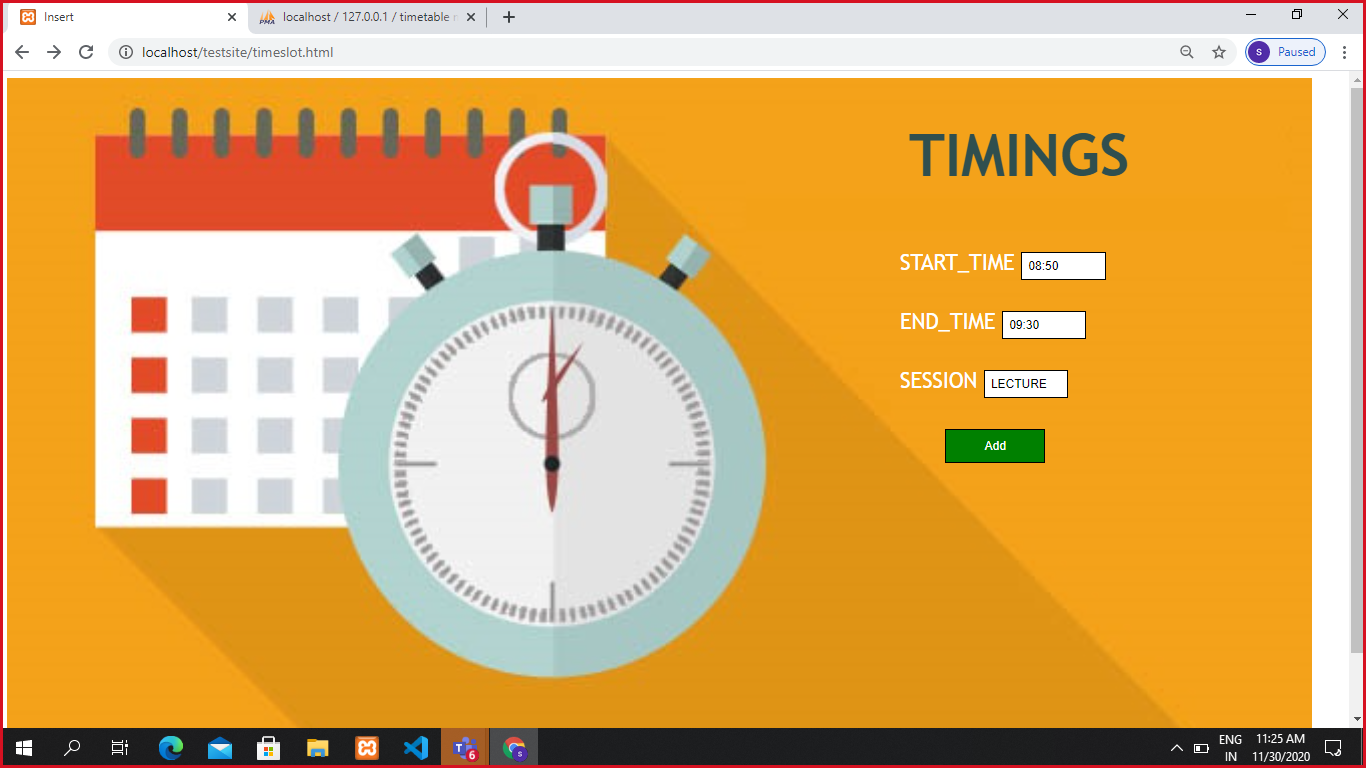 Insert
localhost / 127.0.0.1 / timetable
localhost/testsite/timeslot.html
s
Paused
TIMINGS
START_TIME 08:50
END_TIME 09:30
SESSION LECTURE
Add
6
s
ENG
IN
11:25 AM
11/30/2020